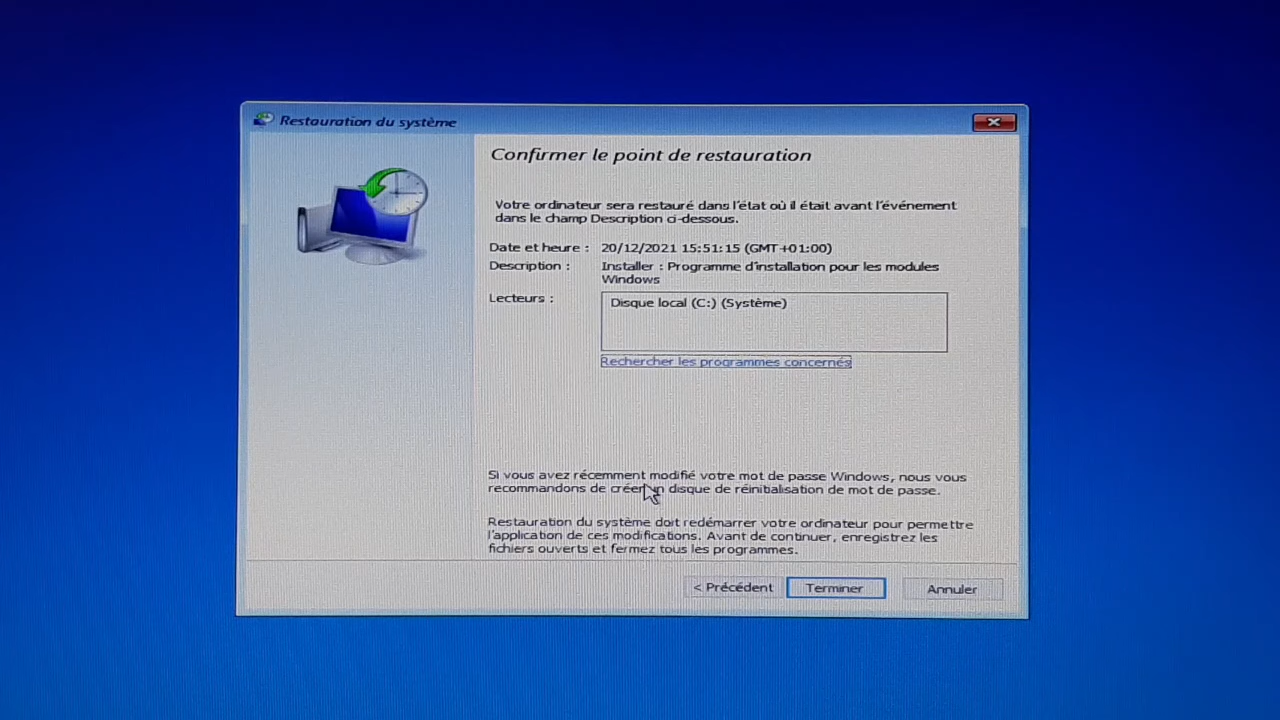 Restauration du système
Confirmer le point de restauration
Votre ordinateur sera restauré dans l'état où il était avant l'événement
dans le champ Description ci-dessous.
Date et heure : 20/12/2021 15:51:15 (GMT+01:00)
Description : Installer : Programme d'installation pour les modules
Windows
Lecteurs :
Disque local (C:) (Système)
Rechercher les programmes concernés
Si vous avez récemment modifié votre mot de passe Windows, nous vous
recommandons de créer un disque de réinitialisation de mot de passe.
Restauration du système doit redémarrer votre ordinateur pour permettre
l'application de ces modifications. Avant de continuer, enregistrez les
fichiers ouverts et fermez tous les programmes.
< Précédent Terminer Annuler